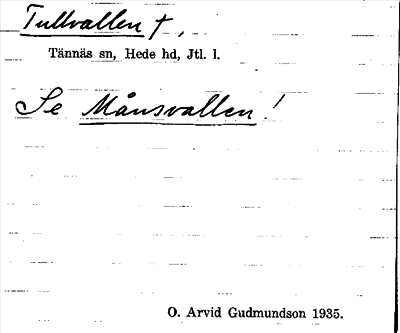 Tullvallen †,
Tännäs sn, Hede hd, Jtl. l.
Se Månsvallen!
O. Arvid Gudmundson 1935.